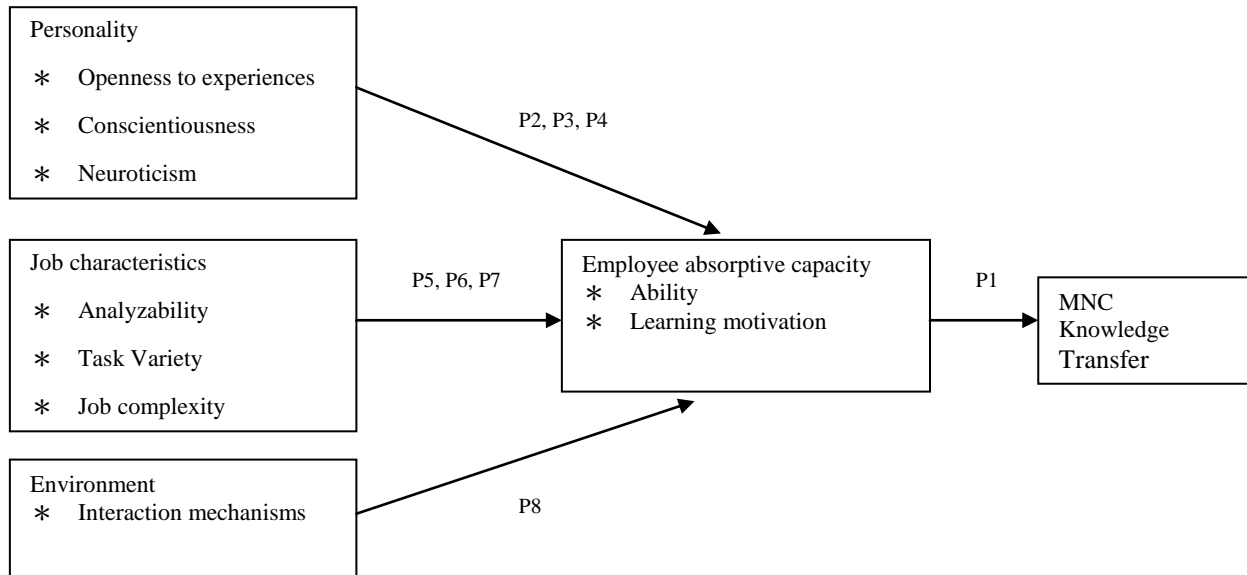 Personality
∗ Openness to experiences
∗ Conscientiousness
∗ Neuroticism
P2, P3, P4
Job characteristics
∗ Analyzability
∗ Task Variety
∗ Job complexity
P5, P6, P7
Employee absorptive capacity
∗ Ability
∗ Learning motivation
P1
MNC
Knowledge
Transfer
Environment
∗ Interaction mechanisms
P8